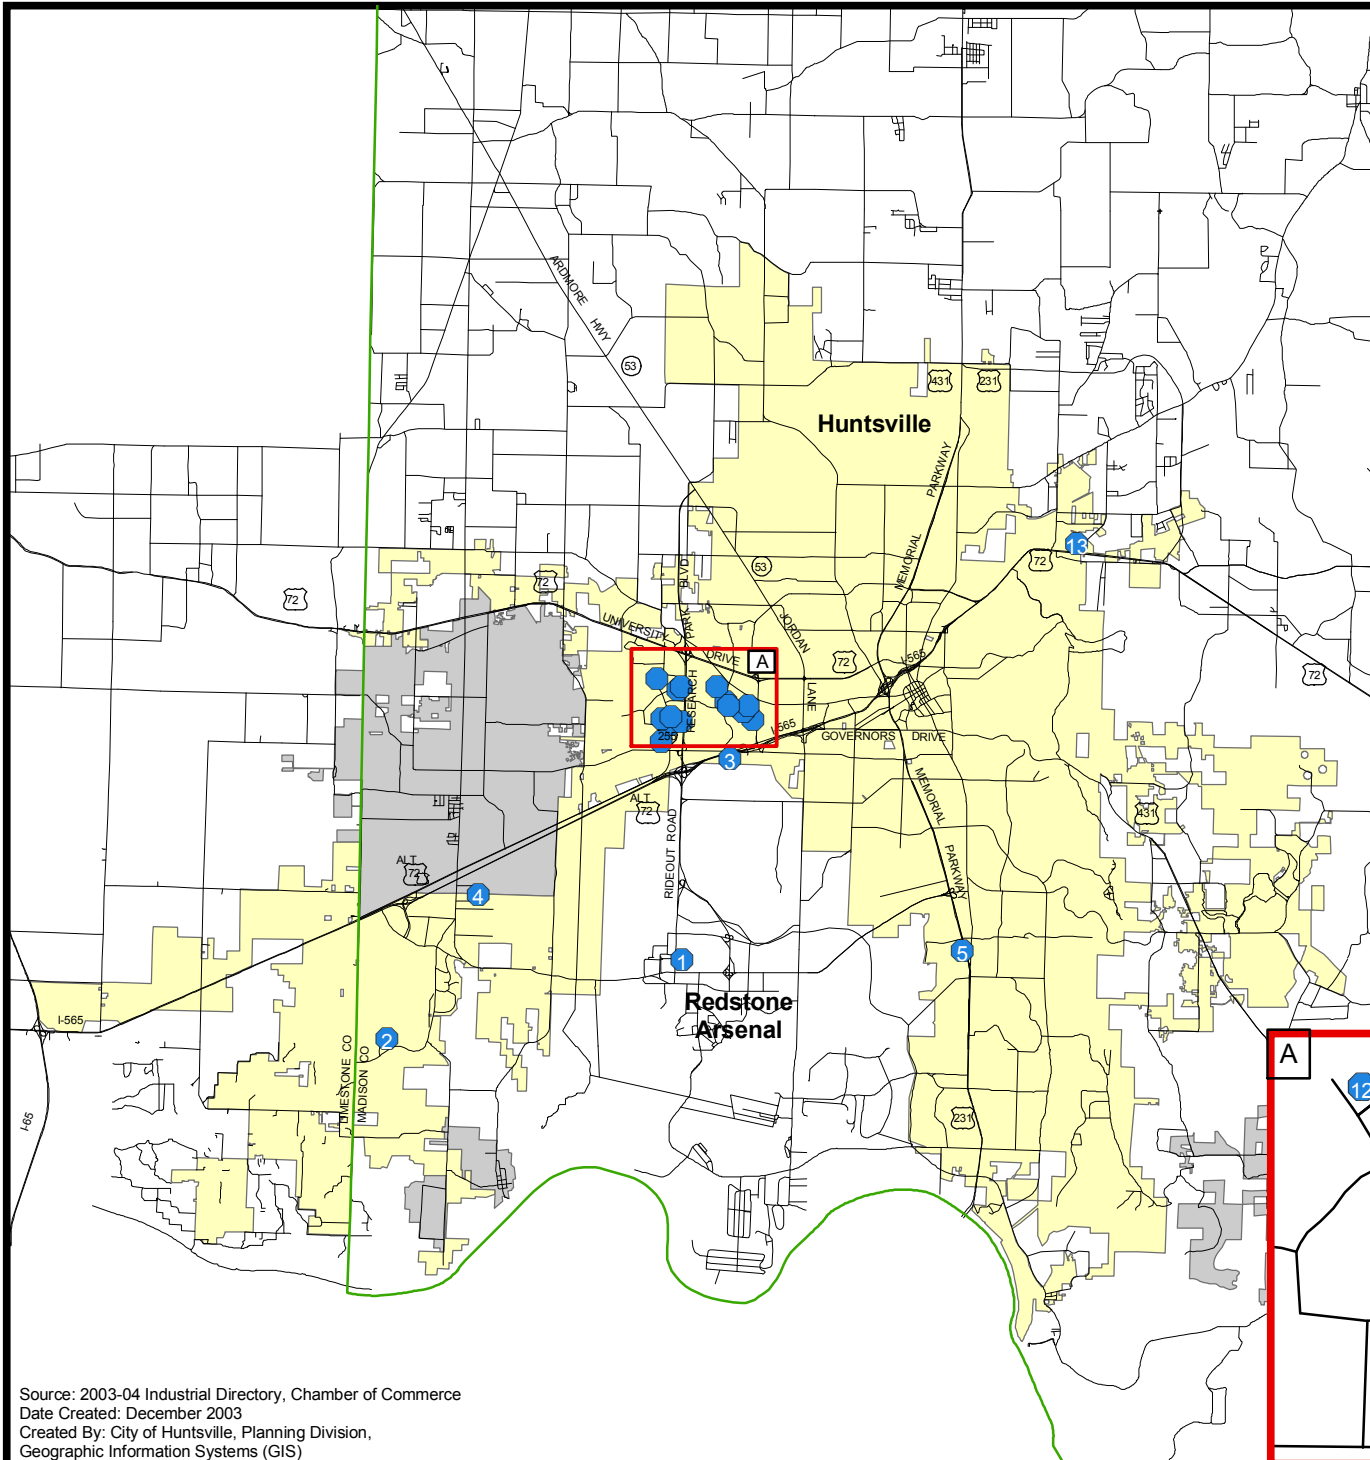 ARDMORE
HWY
53
431
231
Huntsville
MEMORIAL
PARKWAY
13
72
53
72
72
PARK BLVD
UNIVERSITY
DRIVE
JORDAN
A
72
I-565
72
RESEARCH
LANE
255
I-565
GOVERNORS DRIVE
3
ALT
72
MEMORIAL
PARKWAY
431
RIDEOUT ROAD
ALT
72
4
5
1
Redstone
Arsenal
I-565
2
LIMESTONE CO
MADISON CO
A
12
I-65
231
Source: 2003-04 Industrial Directory, Chamber of Commerce
Date Created: December 2003
Created By: City of Huntsville, Planning Division,
Geographic Information Systems (GIS)